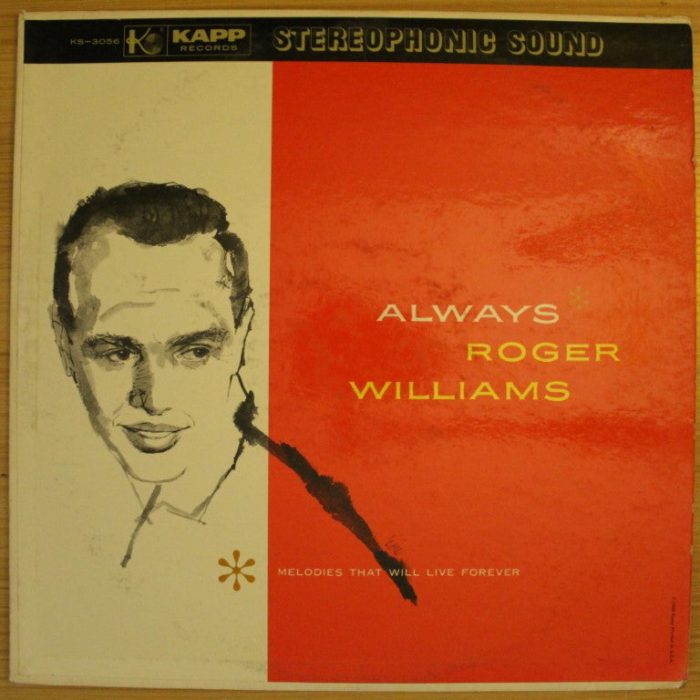 KS-3056 K KAPP RECORDS STEREOPHONIC SOUND
ALWAYS*
ROGER
WILLIAMS
* MELODIES THAT WILL LIVE FOREVER